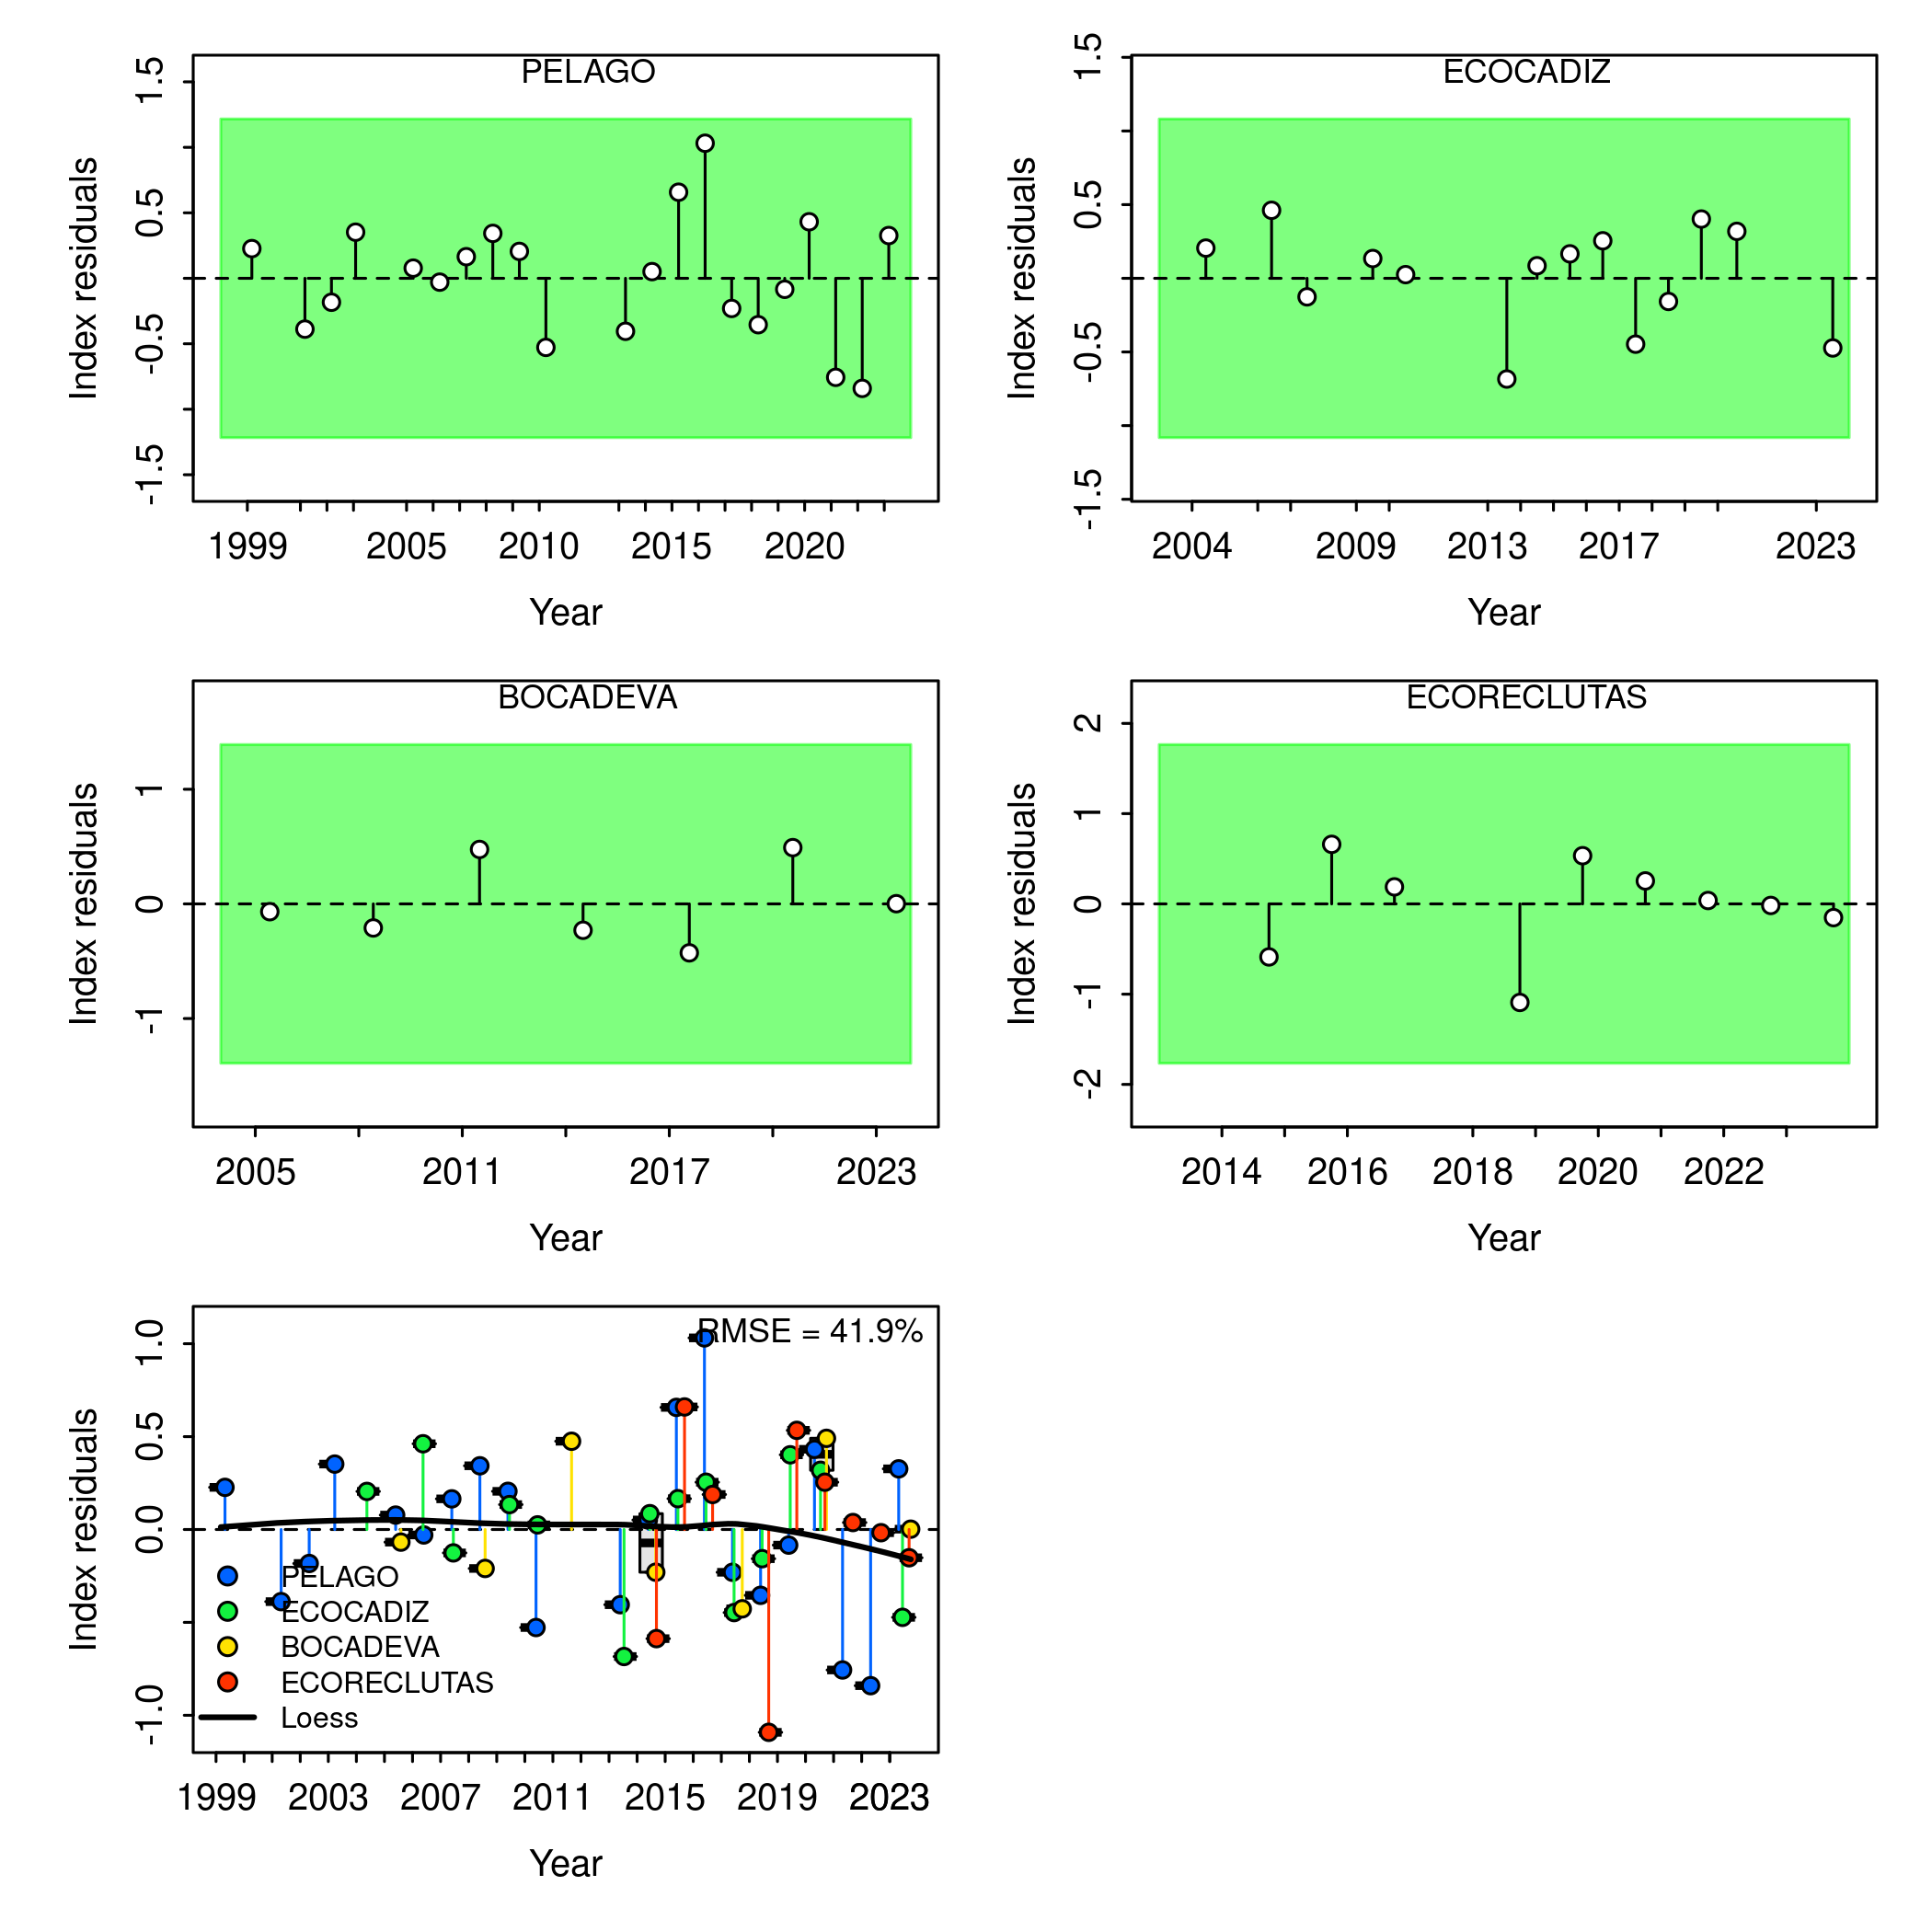 PELAGO
Index residuals
1.5
0.5
-0.5
-1.5
1999 2005 2010 2015 2020
Year
ECOCADIZ
Index residuals
1.5
0.5
-0.5
-1.5
2004 2009 2013 2017 2023
Year
BOCADEVA
Index residuals
1
0
-1
2005 2011 2017 2023
Year
ECORECLUTAS
Index residuals
2
1
0
-1
-2
2014 2016 2018 2020 2022
Year
RMSE = 41.9%
Index residuals
1.0
0.5
0.0
-1.0
PELAGO
ECOCADIZ
BOCADEVA
ECORECLUTAS
Loess
1999 2003 2007 2011 2015 2019 2023
Year